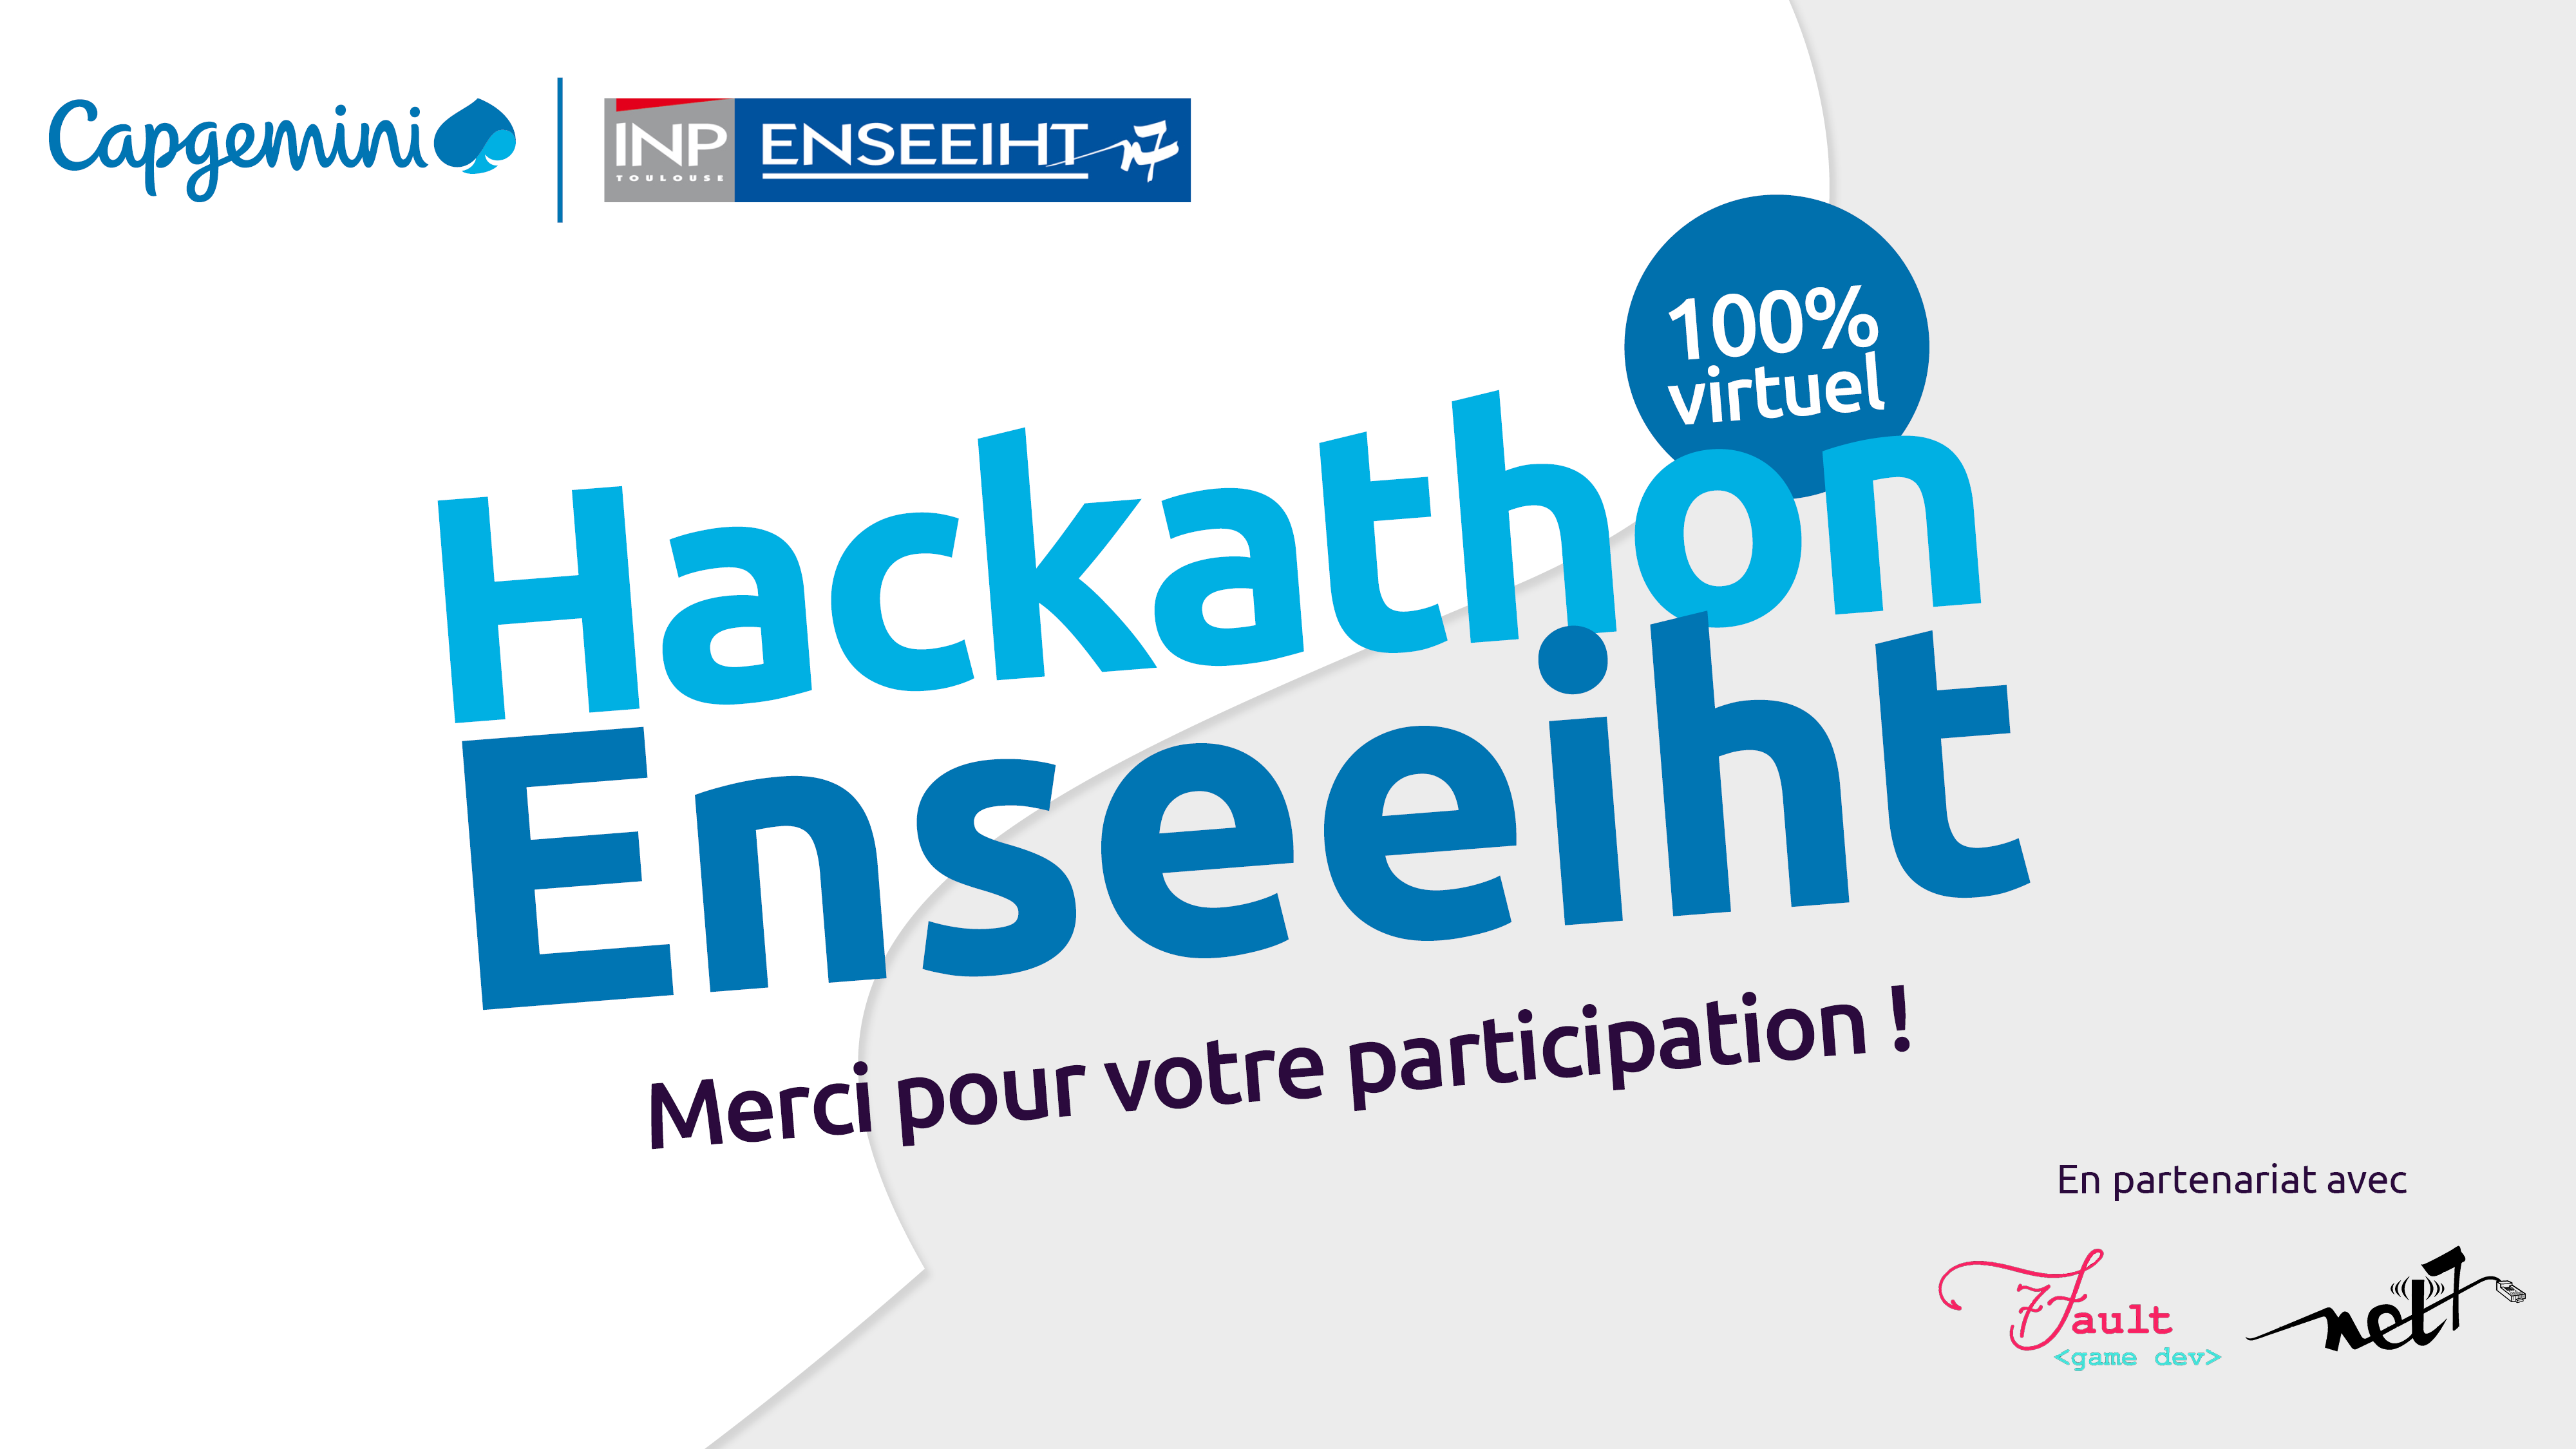 Capgemini
INP
TOULOUSE
ENSEEIHT n7
100%
virtuel
Hackathon
Enseeiht
Merci pour votre participation !
En partenariat avec
7Fault
<game dev>
net7